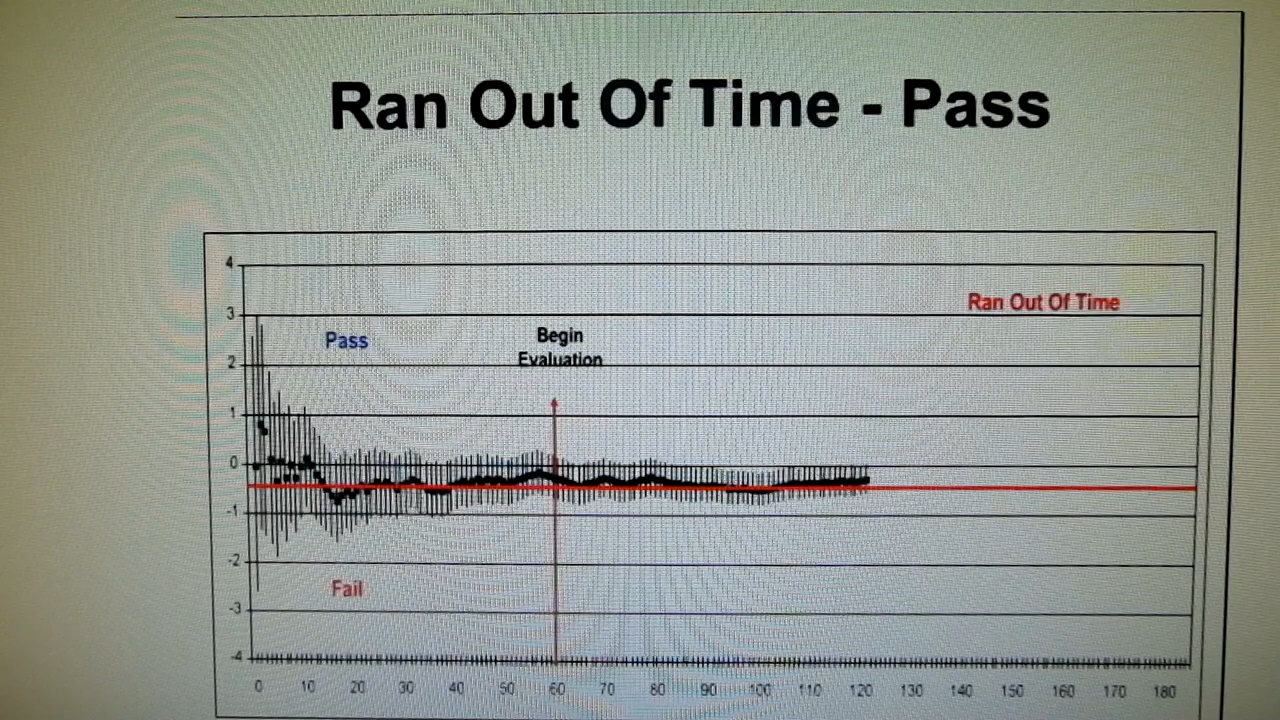 Ran Out Of Time - Pass
4
Ran Out Of Time
3
Pass
Begin
Evaluation
2
1
0
-1
-2
Fail
-3
-4
0 10 20 30 40 50 60 70 80 90 100 110 120 130 140 150 160 170 180